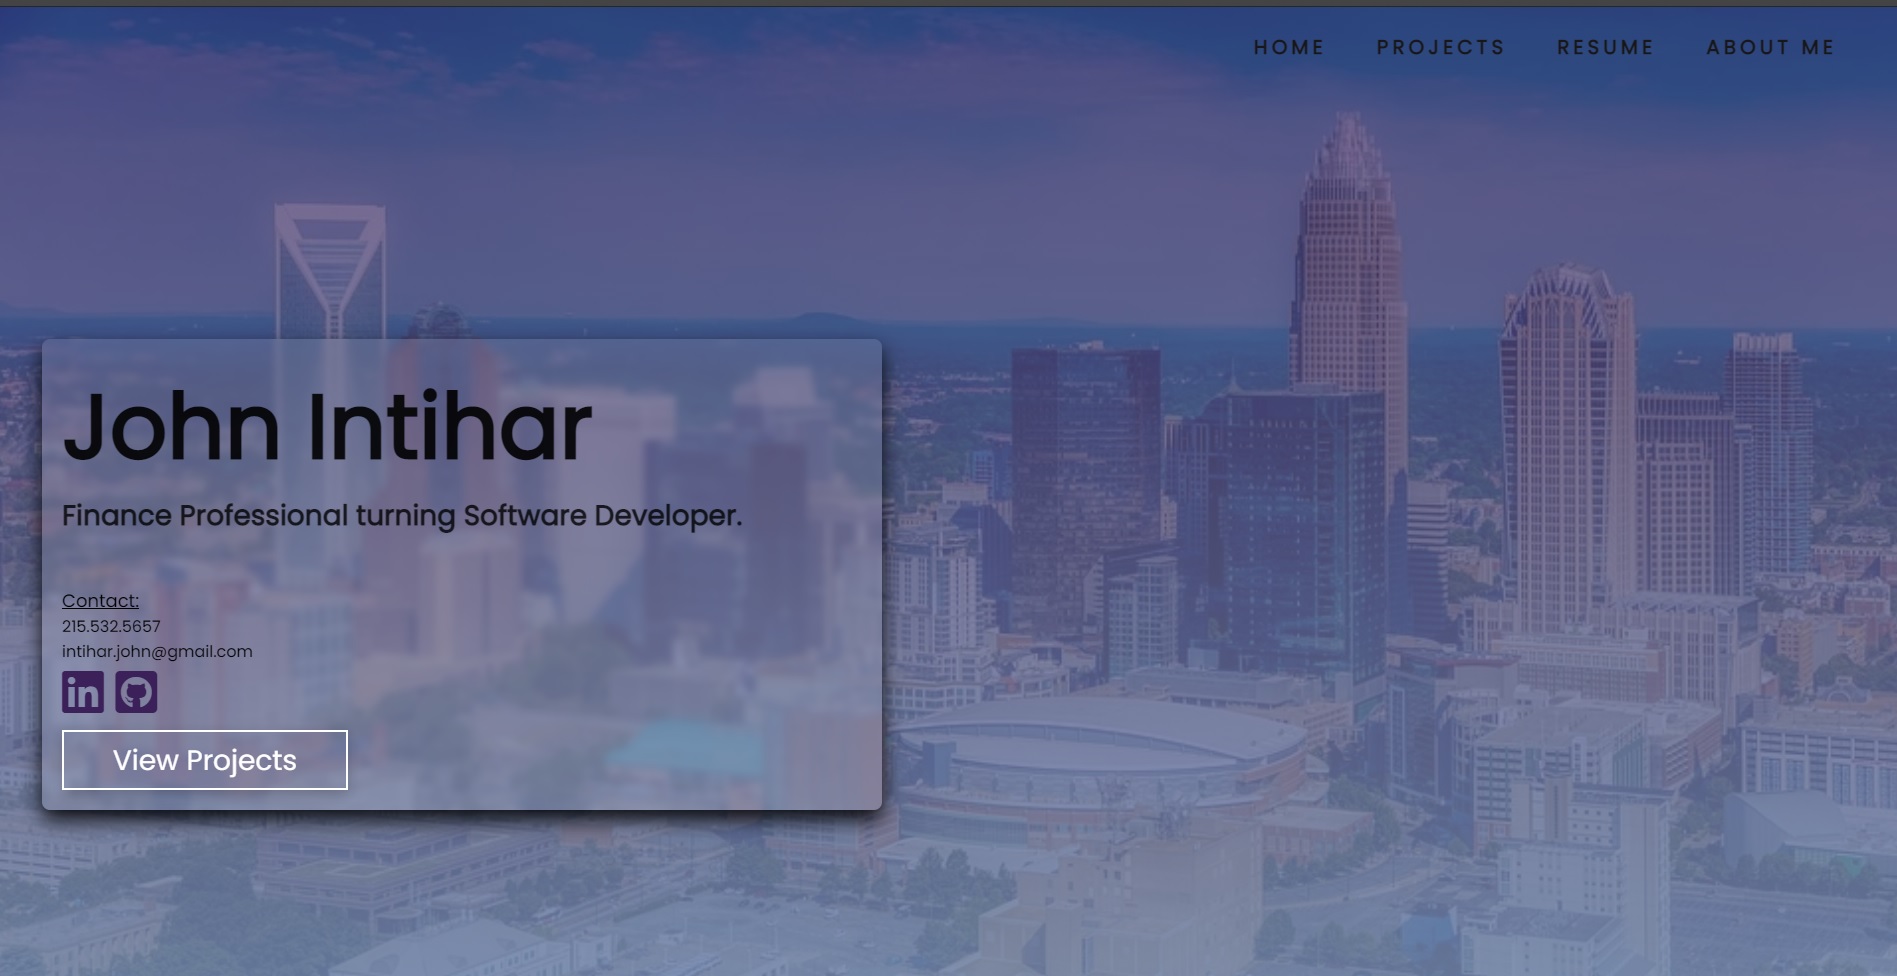 HOME PROJECTS RESUME ABOUT ME
John Intihar
Finance Professional turning Software Developer.
Contact:
215.532.5657
intihar.john@gmail.com
in
View Projects